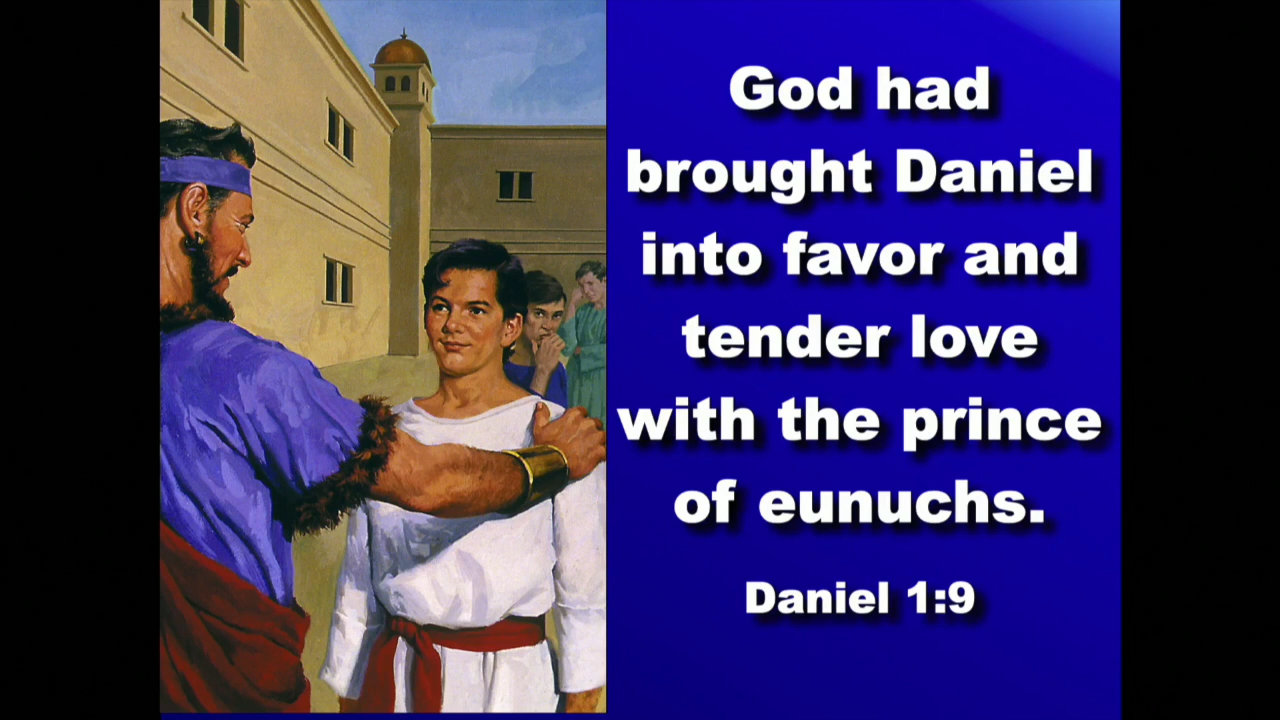 God had
brought Daniel
into favor and
tender love
with the prince
of eunuchs.
Daniel 1:9